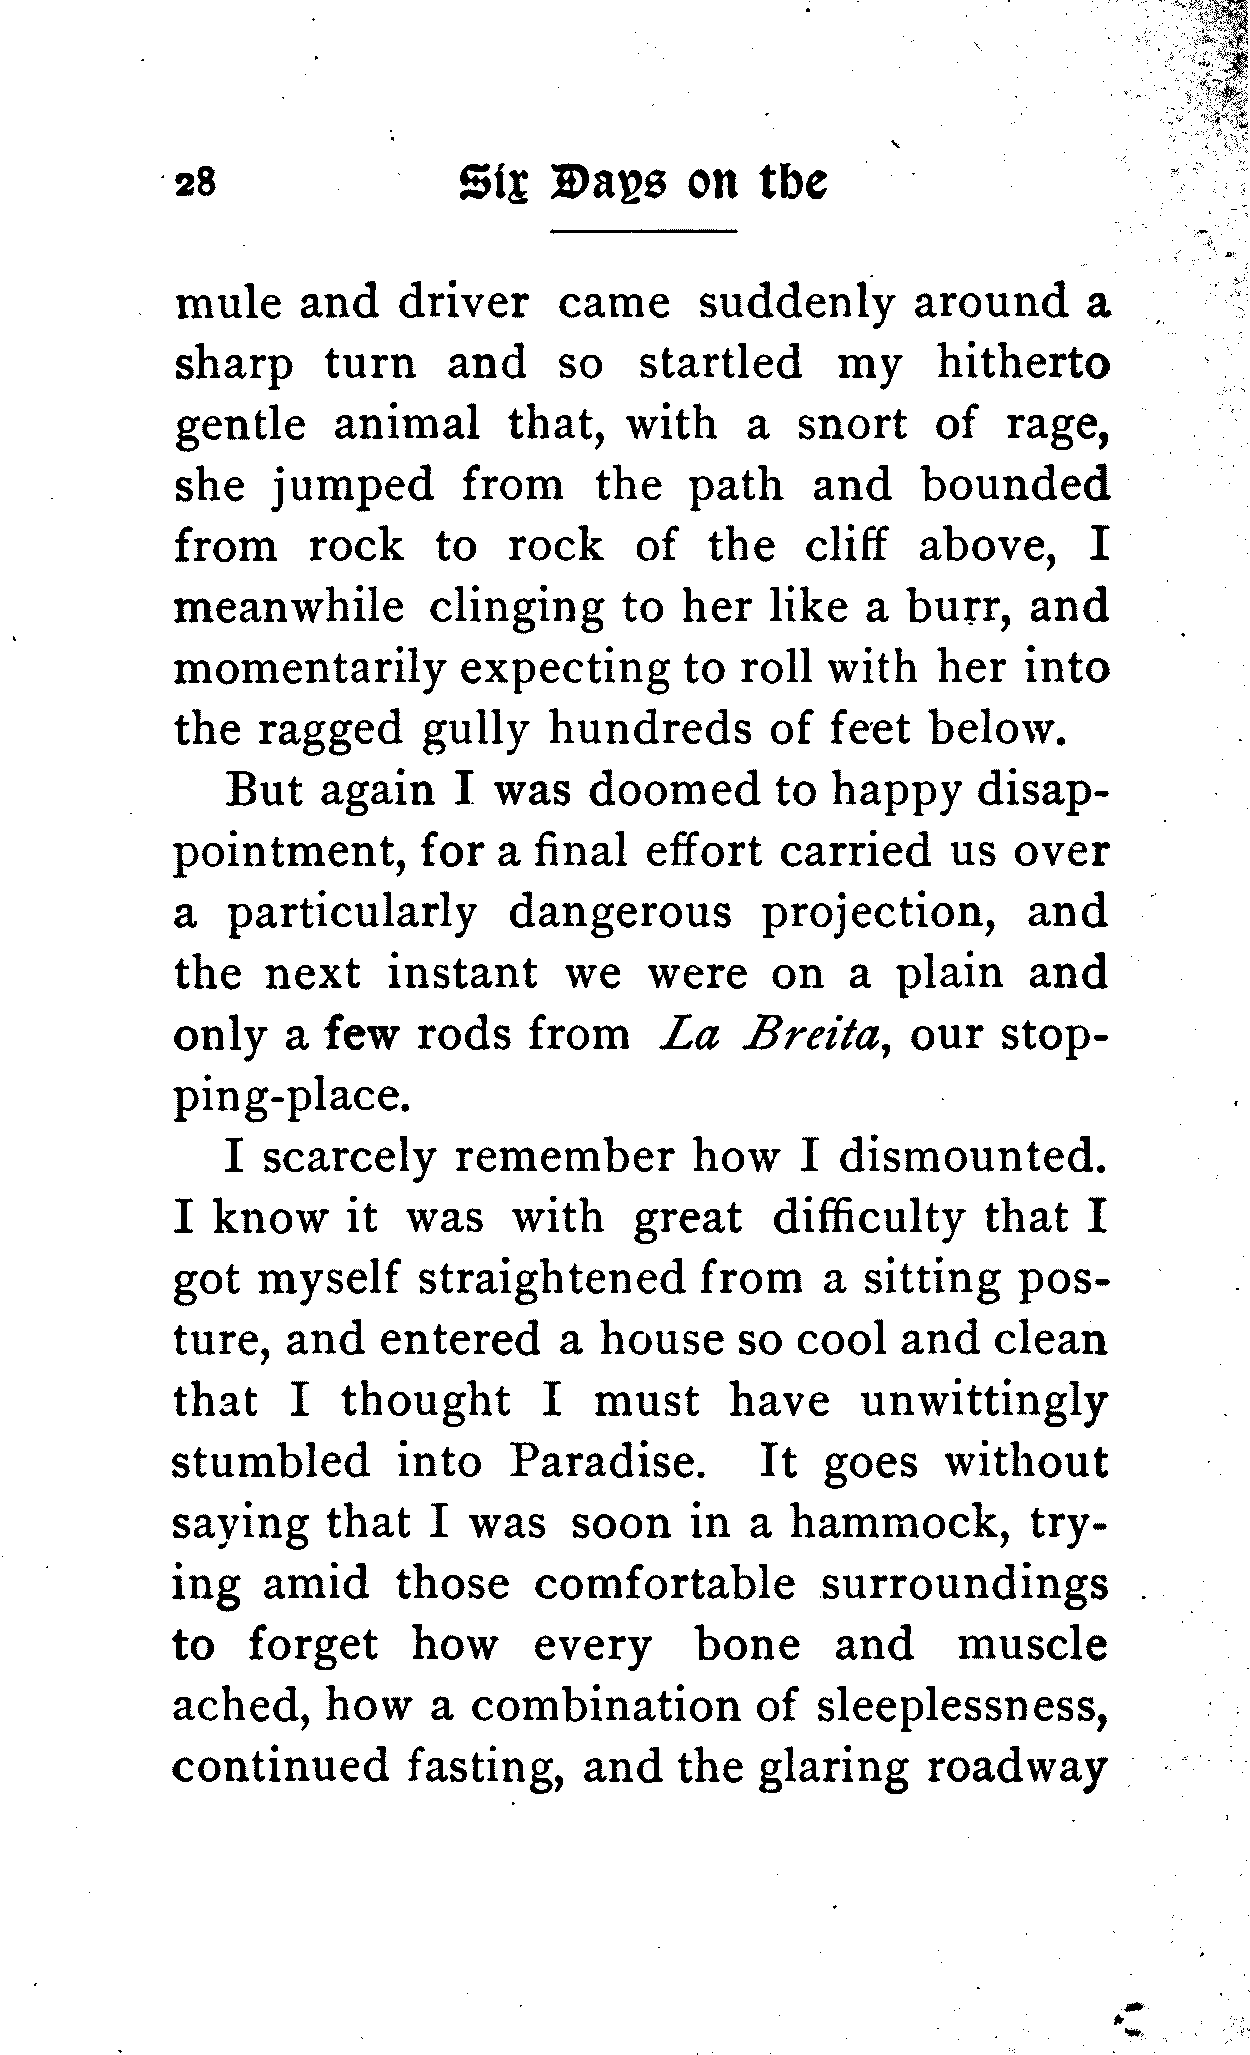 28 Six Days on the
mule and driver came suddenly around a
sharp turn and so startled my hitherto
gentle animal that, with a snort of rage,
she jumped from the path and bounded
from rock to rock of the cliff above, I
meanwhile clinging to her like a burr, and
momentarily expecting to roll with her into
the ragged gully hundreds of feet below.
But again I was doomed to happy disap-
pointment, for a final effort carried us over
a particularly dangerous projection, and
the next instant we were on a plain and
only a few rods from La Breita, our stop-
ping-place.
I scarcely remember how I dismounted.
I know it was with great difficulty that I
got myself straightened from a sitting pos-
ture, and entered a house so cool and clean
that I thought I must have unwittingly
stumbled into Paradise. It goes without
saying that I was soon in a hammock, try-
ing amid those comfortable surroundings
to forget how every bone and muscle
ached, how a combination of sleeplessness,
continued fasting, and the glaring roadway